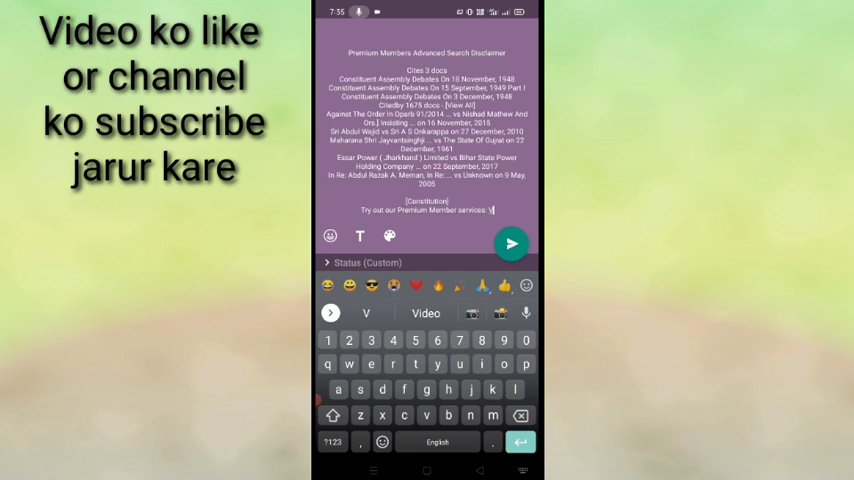 Video ko like
or channel
ko subscribe
jarur kare
7:35
Premium Members Advanced Search Disclaimer
Cites 3 docs
Constituent Assembly Debates On 18 November, 1948
Constituent Assembly Debates On 15 September, 1949 Part I
Constituent Assembly Debates On 3 December, 1948
Citedby 1675 docs - [View All]
Against The Order In Oparb 91/2014 ... vs Nishad Mathew And
Ors.] Insisting ... on 16 November, 2015
Sri Abdul Wajid vs Sri A S Onkarappa on 27 December, 2010
Maharana Shri Jayvantsinghji ... vs The State Of Gujrat on 22
December, 1961
Essar Power ( Jharkhand ) Limited vs Bihar State Power
Holding Company ... on 22 September, 2017
In Re: Abdul Razak A. Meman, In Re: ... vs Unknown on 9 May,
2005
[Constitution]
Try out our Premium Member services: V
T
Status (Custom)
V Video
1 2 3 4 5 6 7 8 9 0
q w e r t y u i o p
a s d f g h j k l
z x c v b n m
?123 , English .